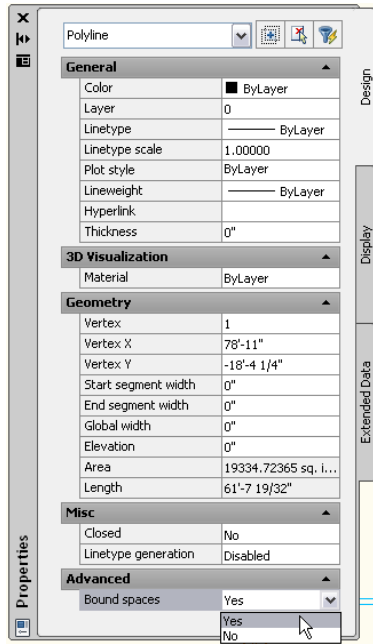 Polyline
General
Color ByLayer
Layer 0
Linetype ByLayer
Linetype scale 1.00000
Plot style ByLayer
Lineweight ByLayer
Hyperlink
Thickness 0"
3D Visualization
Material ByLayer
Geometry
Vertex 1
Vertex X 78'-11"
Vertex Y -18'-4 1/4"
Start segment width 0"
End segment width 0"
Global width 0"
Elevation 0"
Area 19334.72365 sq. i...
Length 61'-7 19/32"
Misc
Closed No
Linetype generation Disabled
Advanced
Bound spaces Yes
Yes
No
Properties
Design
Display
Extended Data